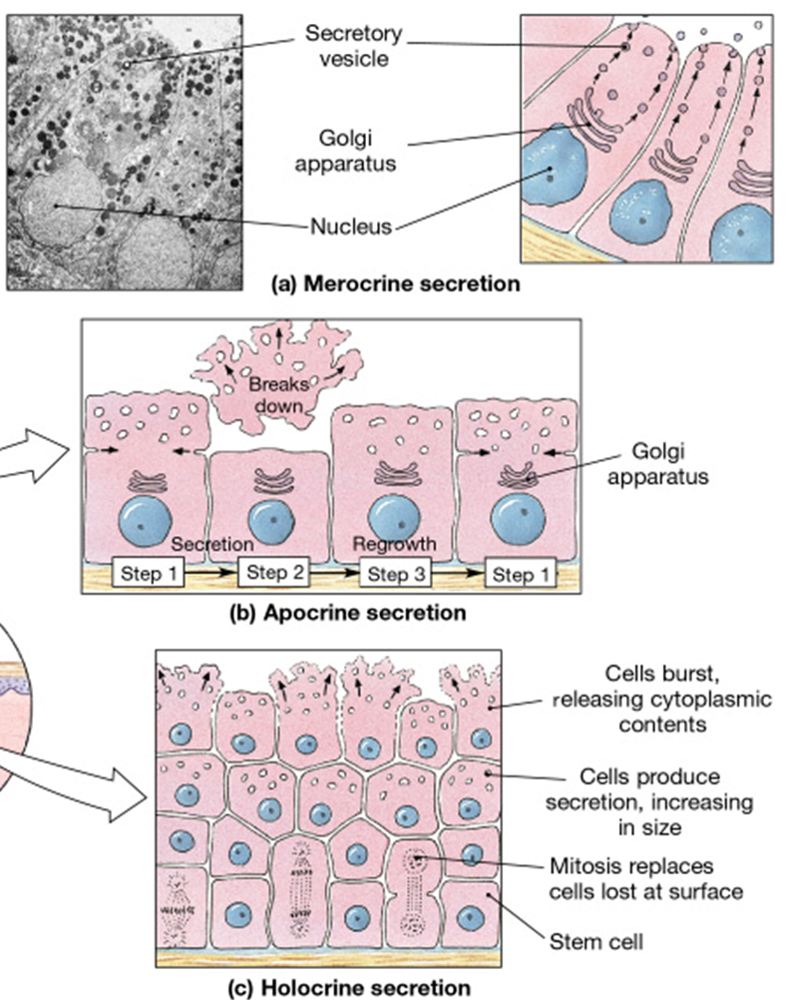 Secretory
vesicle
Golgi
apparatus
Nucleus
(a) Merocrine secretion
Breaks
down
Golgi
apparatus
Secretion
Regrowth
Step 1
Step 2
Step 3
Step 1
(b) Apocrine secretion
Cells burst,
releasing cytoplasmic
contents
Cells produce
secretion, increasing
in size
Mitosis replaces
cells lost at surface
Stem cell
(c) Holocrine secretion